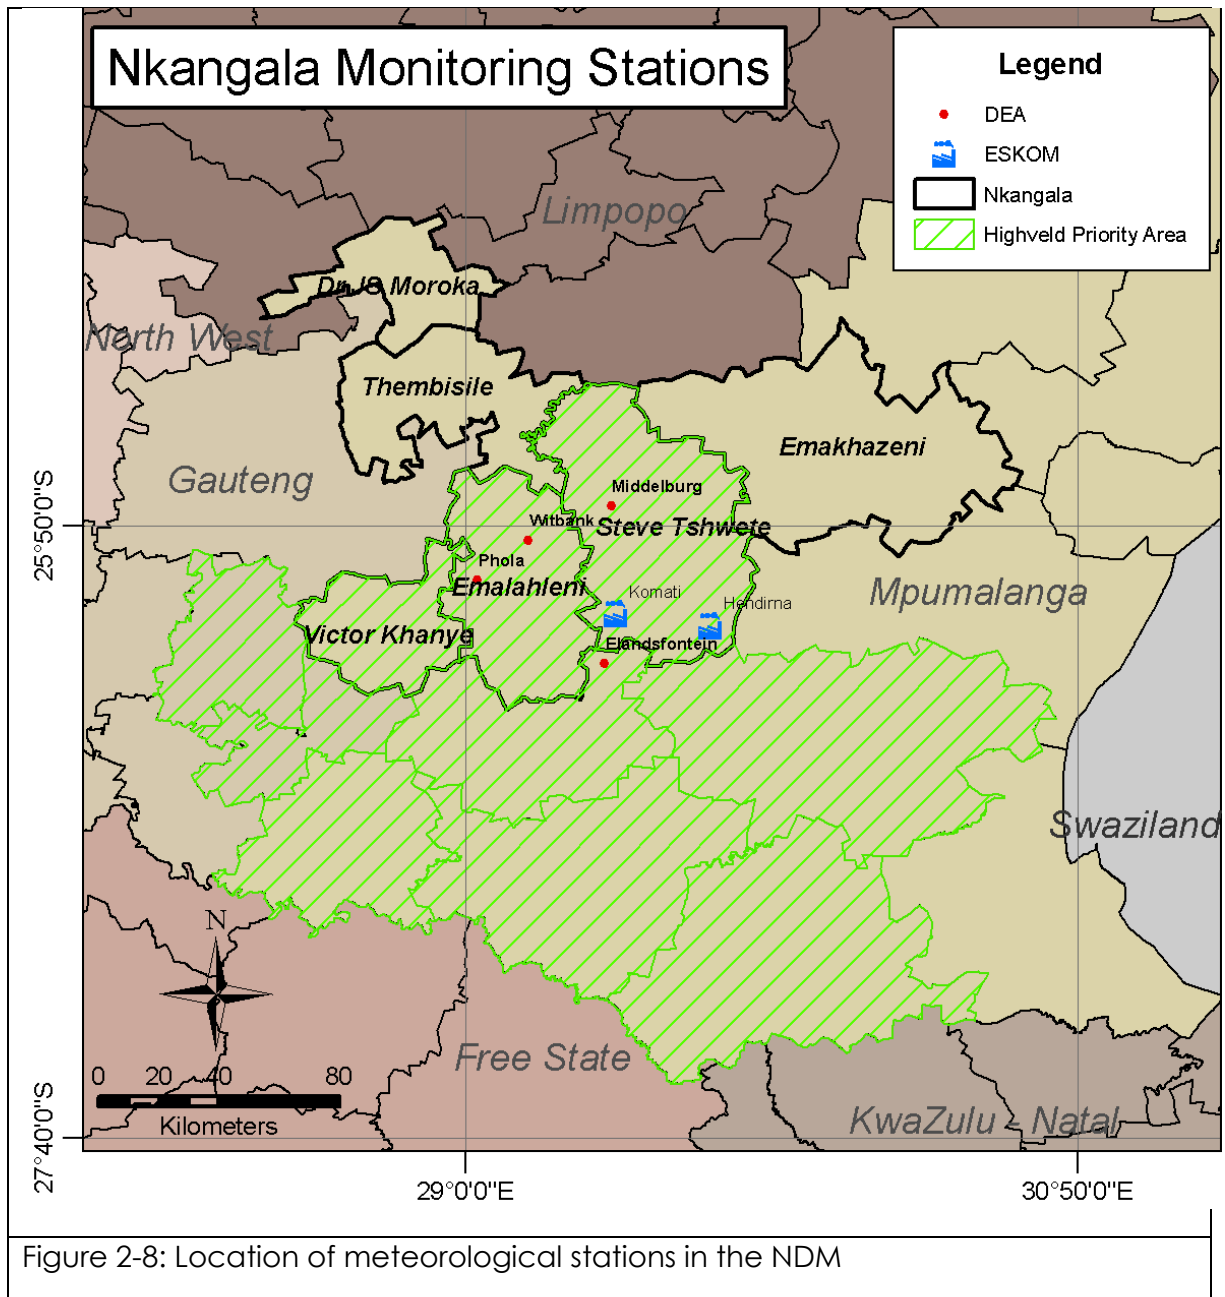 Nkangala Monitoring Stations
Legend
DEA
ESKOM
Nkangala
Highveld Priority Area
Limpopo
Dr JS Moroka
North West
Thembisile
Emakhazeni
Gauteng
Middelburg
Witbank
Steve Tshwete
Phola
Emalahleni
Komati
Hendirna
Mpumalanga
Victor Khanye
Elandsfontein
Swaziland
N
Free State
KwaZulu - Natal
0 20 40 80
Kilometers
25°50'0"S
27°40'0"S
29°0'0"E
30°50'0"E
Figure 2-8: Location of meteorological stations in the NDM